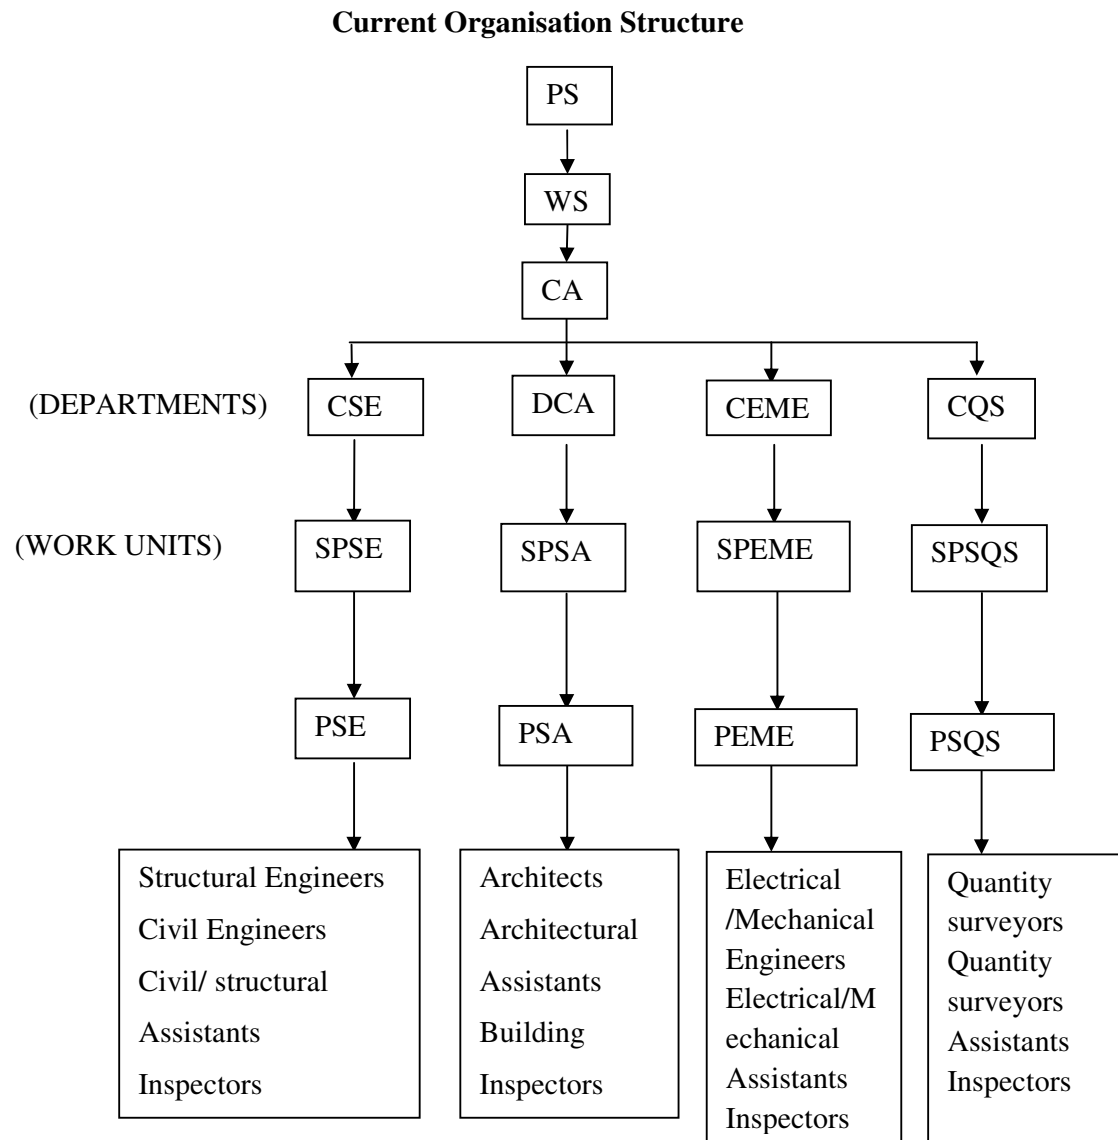 Current Organisation Structure
PS
WS
CA
(DEPARTMENTS)
CSE
DCA
CEME
CQS
(WORK UNITS)
SPSE
SPSA
SPEME
SPSQS
PSE
PSA
PEME
PSQS
Structural Engineers
Civil Engineers
Civil/ structural
Assistants
Inspectors
Architects
Architectural
Assistants
Building
Inspectors
Electrical
/Mechanical
Engineers
Electrical/M
echanical
Assistants
Inspectors
Quantity
surveyors
Quantity
surveyors
Assistants
Inspectors